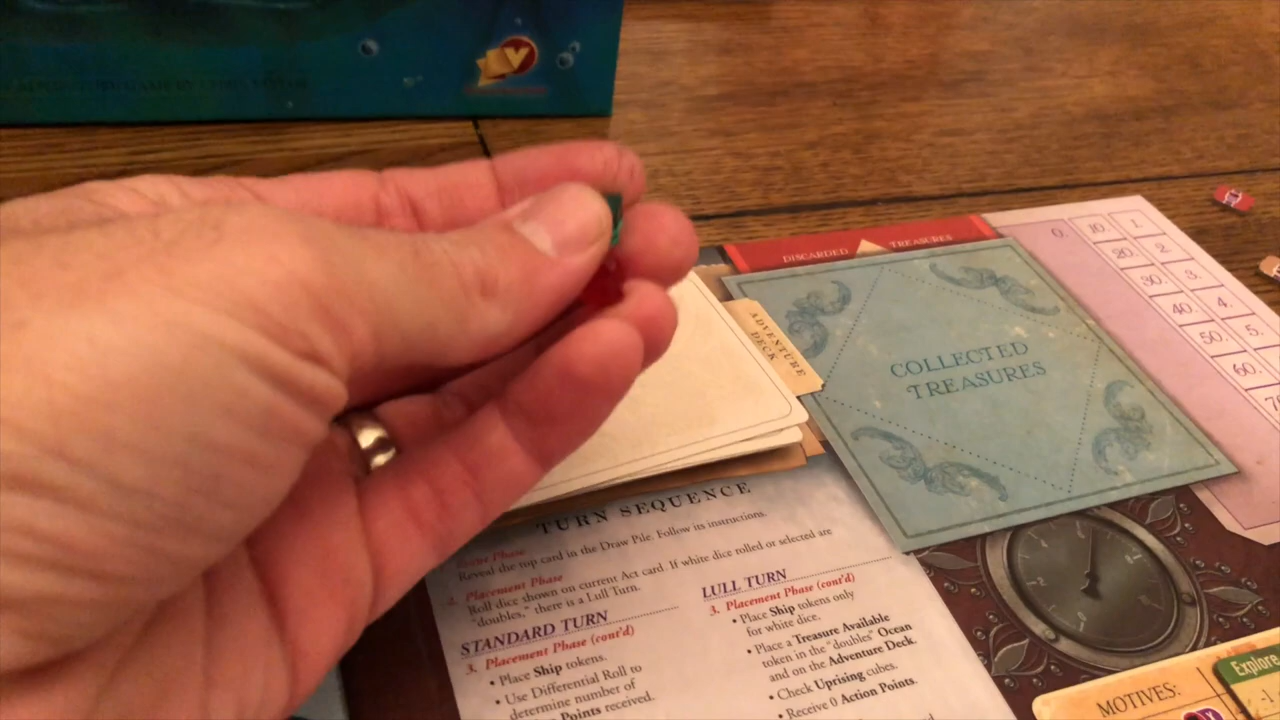 DISCARDED TREASURES
ADVENTURE
DECK
COLLECTED
TREASURES
0. 10. 1.
20. 2.
30. 3.
40. 4.
50. 5.
60.
TURN SEQUENCE
Phase
Reveal the top card in the Draw Pile. Follow its instructions.
2. Placement Phase
Roll dice shown on current Act card. If white dice rolled or selected are
"doubles," there is a Lull Turn.
STANDARD TURN
3. Placement Phase (cont'd)
• Place Ship tokens.
• Use Differential Roll to
determine number of
Points received.
LULL TURN
3. Placement Phase (cont'd)
• Place Ship tokens only
for white dice.
• Place a Treasure Available
token in the "doubles" Ocean
and on the Adventure Deck.
• Check Uprising cubes.
• Receive 0 Action Points.
MOTIVES:
Explore